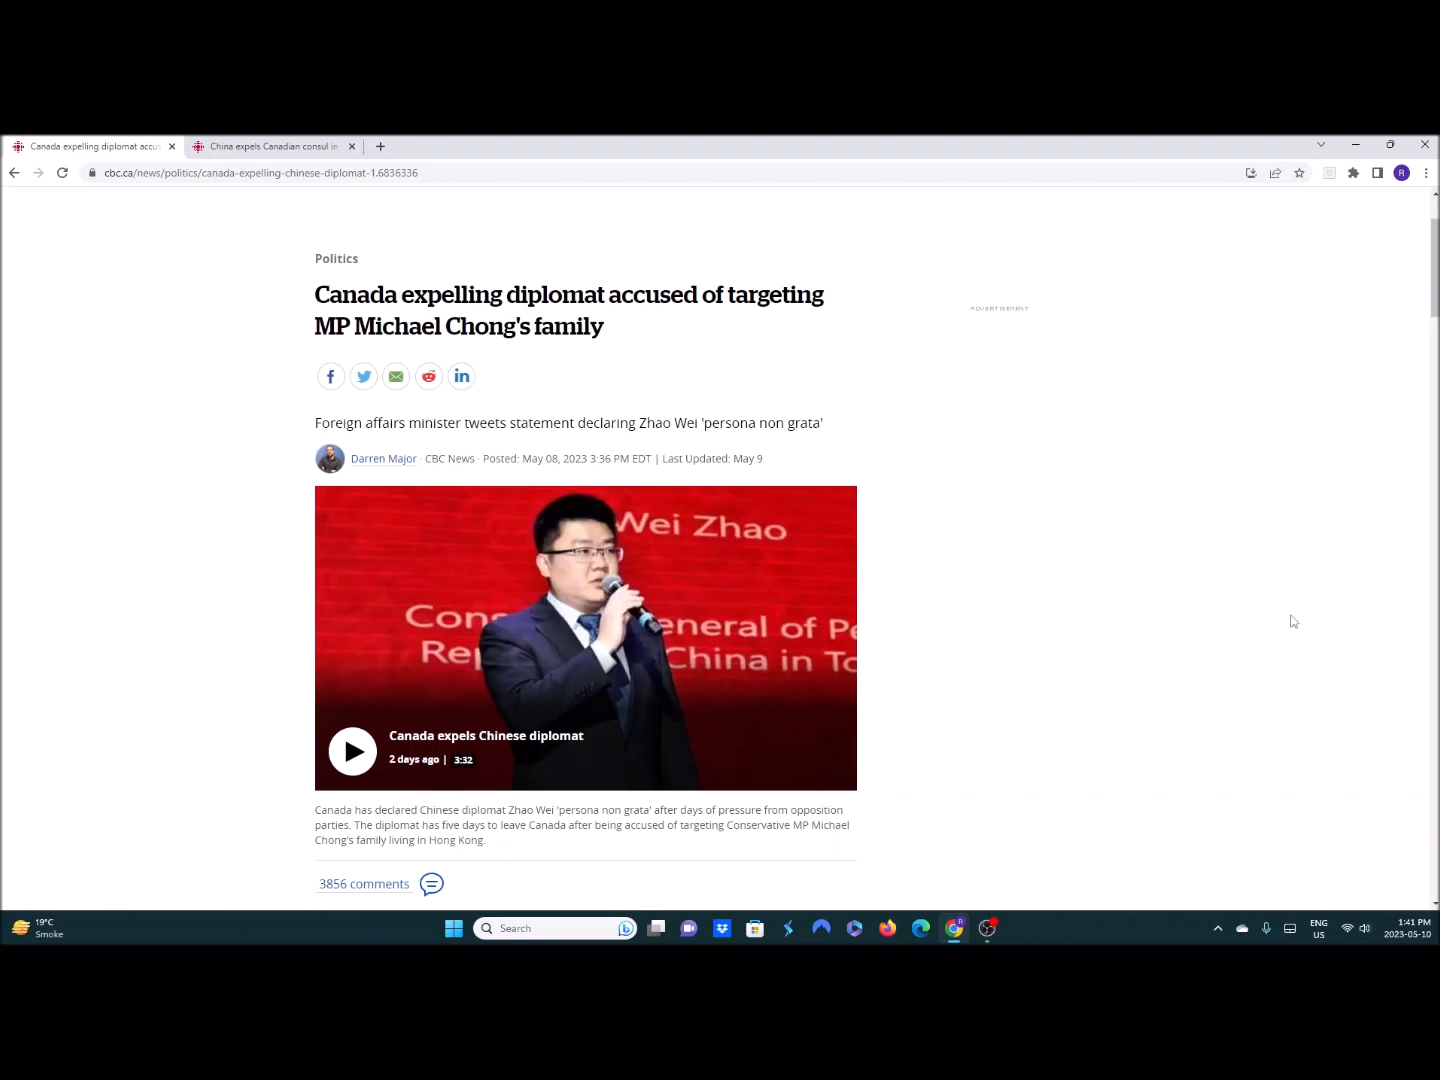 Canada expelling diplomat accus
China expels Canadian consul in
cbc.ca/news/politics/canada-expelling-chinese-diplomat-1.6836336
R
Politics
Canada expelling diplomat accused of targeting
MP Michael Chong's family
ADVERTISEMENT
Foreign affairs minister tweets statement declaring Zhao Wei 'persona non grata'
Darren Major · CBC News · Posted: May 08, 2023 3:36 PM EDT | Last Updated: May 9
Wei Zhao
Cons eneral of Pe
Rep China in To
Canada expels Chinese diplomat
2 days ago | 3:32
Canada has declared Chinese diplomat Zhao Wei 'persona non grata' after days of pressure from opposition
parties. The diplomat has five days to leave Canada after being accused of targeting Conservative MP Michael
Chong's family living in Hong Kong.
3856 comments
19°C
Smoke
Search
ENG
US
1:41 PM
2023-05-10